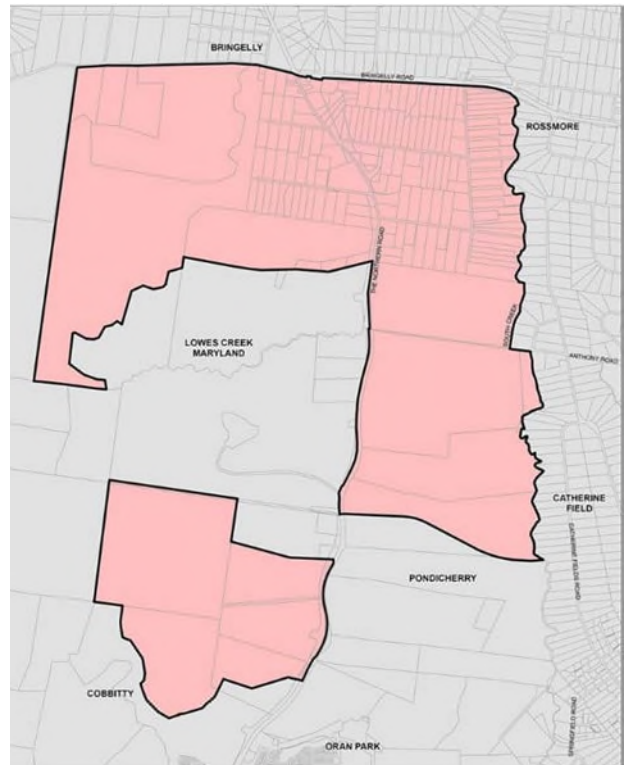 BRINGELLY
BRINGELLY ROAD
ROSSMORE
THE NORTHERN ROAD
SOUTH CREEK
LOWES CREEK
MARYLAND
ANTHONY ROAD
CATHERINE
FIELD
CATHERINE FIELDS ROAD
PONDICHERRY
COBBITTY
SPRINGFIELD ROAD
ORAN PARK